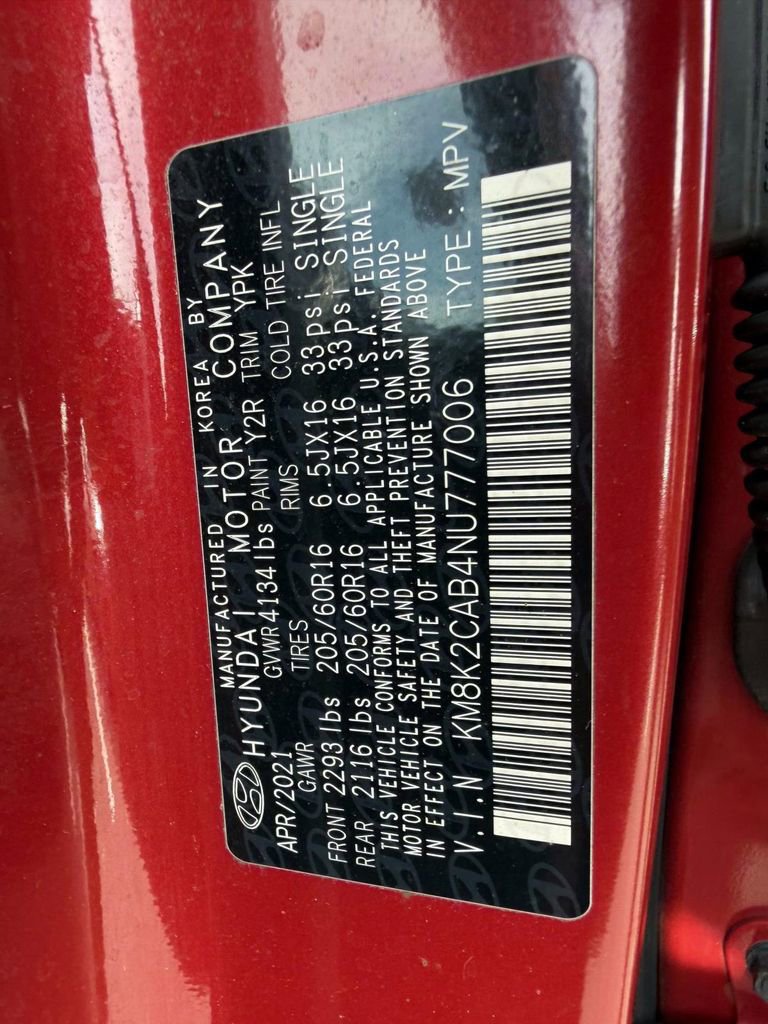 MANUFACTURED IN KOREA BY
HYUNDAI MOTOR COMPANY
APR/2021 GVWR 4134 lbs PAINT Y2R TRIM YPK
GAWR TIRES RIMS COLD TIRE INFL
FRONT 2293 lbs 205/60R16 6.5JX16 33psi SINGLE
REAR 2116 lbs 205/60R16 6.5JX16 33psi SINGLE
THIS VEHICLE CONFORMS TO ALL APPLICABLE U.S.A. FEDERAL
MOTOR VEHICLE SAFETY AND THEFT PREVENTION STANDARDS
IN EFFECT ON THE DATE OF MANUFACTURE SHOWN ABOVE
V.I.N KM8K2CAB4NU777006 TYPE : MPV